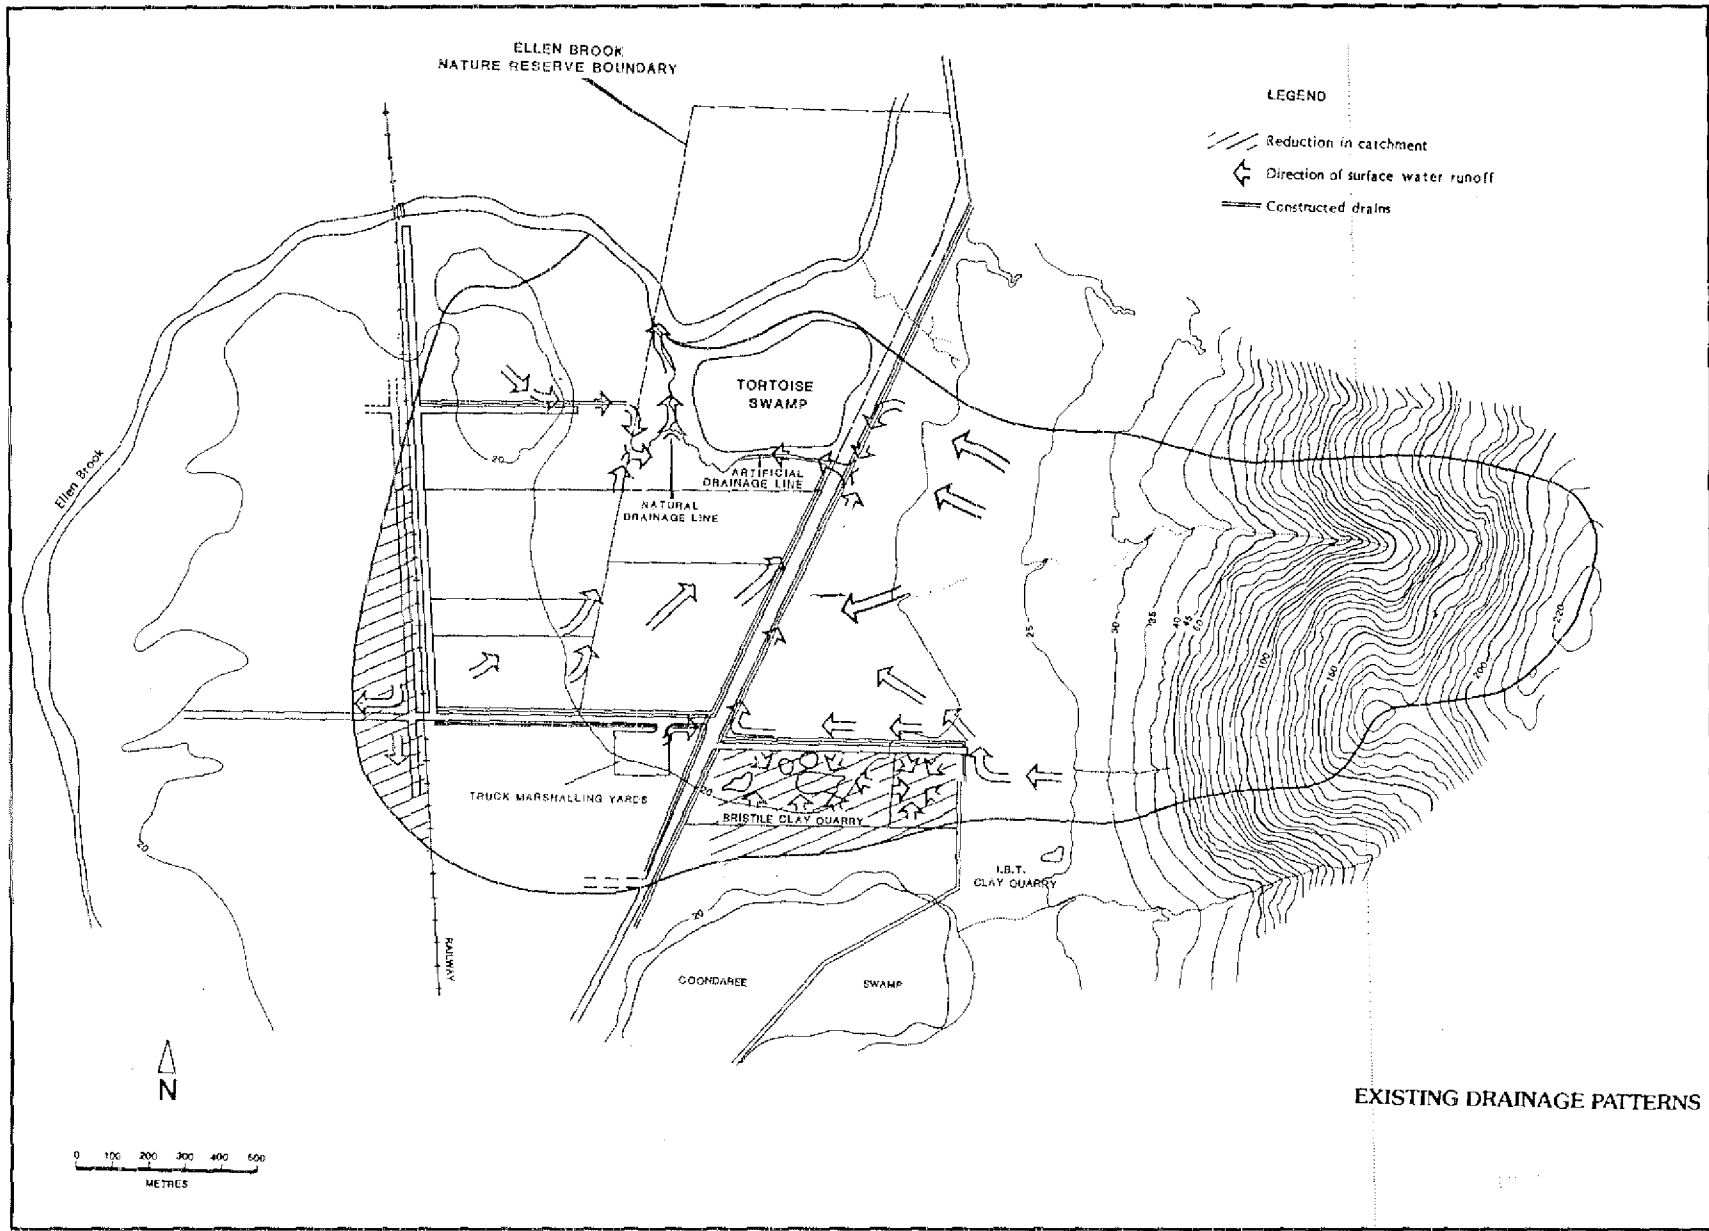 ELLEN BROOK
NATURE RESERVE BOUNDARY
LEGEND
Reduction in catchment
Direction of surface water runoff
Constructed drains
TORTOISE
SWAMP
Ellen Brook
20
ARTIFICIAL
DRAINAGE LINE
NATURAL
DRAINAGE LINE
25
30
35
40
45
50
100
150
200
220
TRUCK MARSHALLING YARDS
20
BRISTILE CLAY QUARRY
20
I.B.T.
CLAY QUARRY
20
RAILWAY
COONDAREE
SWAMP
N
EXISTING DRAINAGE PATTERNS
0 100 200 300 400 500
METRES